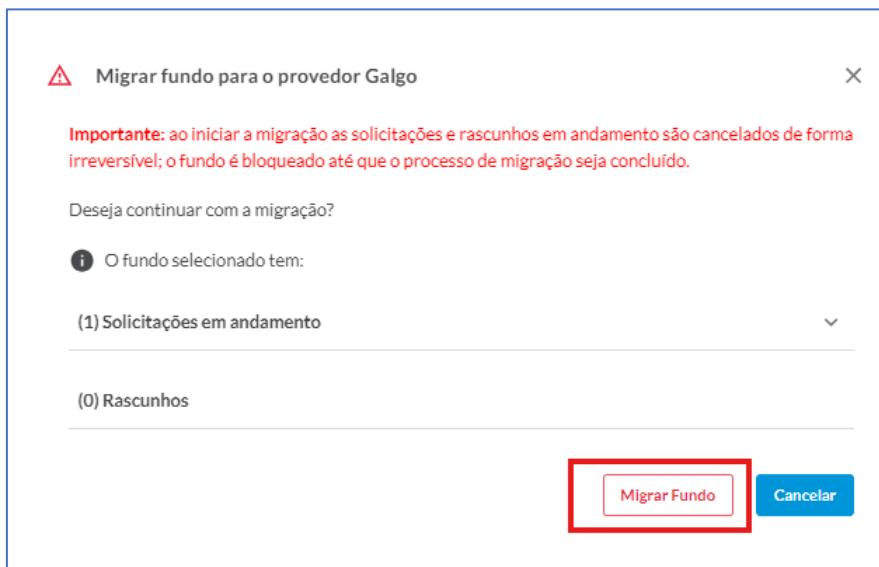 Migrar fundo para o provedor Galgo
Importante: ao iniciar a migração as solicitações e rascunhos em andamento são cancelados de forma
irreversível; o fundo é bloqueado até que o processo de migração seja concluído.
Deseja continuar com a migração?
O fundo selecionado tem:
(1) Solicitações em andamento
(0) Rascunhos
Migrar Fundo
Cancelar